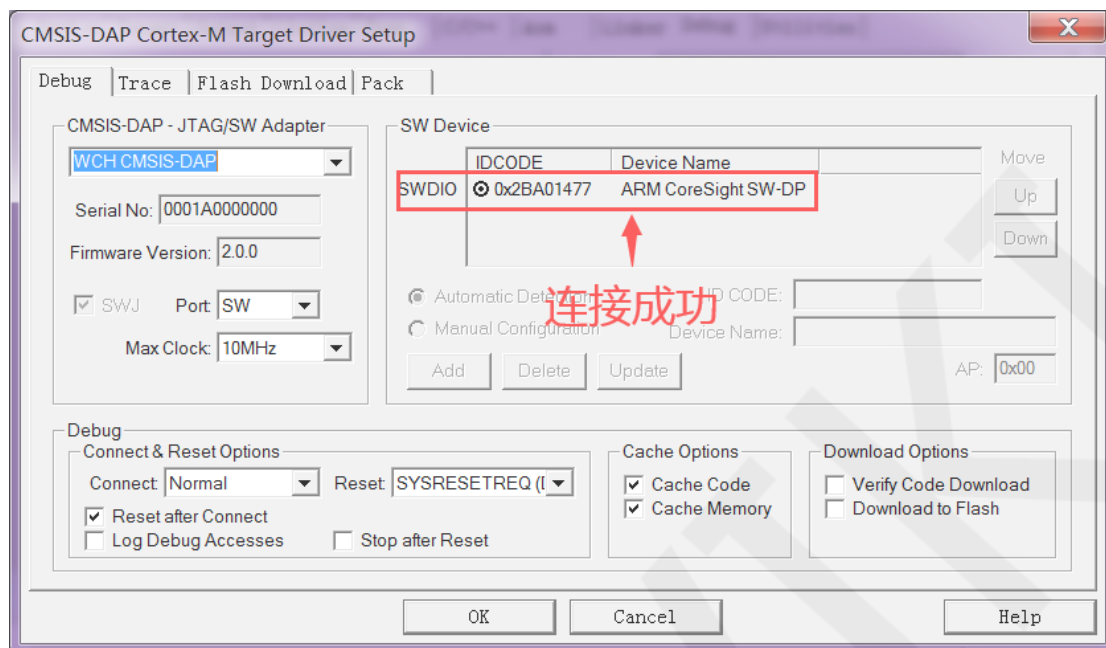 CMSIS-DAP Cortex-M Target Driver Setup
Debug Trace Flash Download Pack
CMSIS-DAP - JTAG/SW Adapter
WCH CMSIS-DAP
Serial No: 0001A0000000
Firmware Version: 2.0.0
SWJ Port: SW
Max Clock: 10MHz
SW Device
IDCODE Device Name
SWDIO 0x2BA01477 ARM CoreSight SW-DP
Move
Up
Down
连接成功
Automatic Detection ID CODE:
Manual Configuration Device Name:
Add Delete Update AP: 0x00
Debug
Connect & Reset Options
Connect: Normal Reset: SYSRESETREQ (
Reset after Connect
Log Debug Accesses Stop after Reset
Cache Options
Cache Code
Cache Memory
Download Options
Verify Code Download
Download to Flash
OK Cancel Help